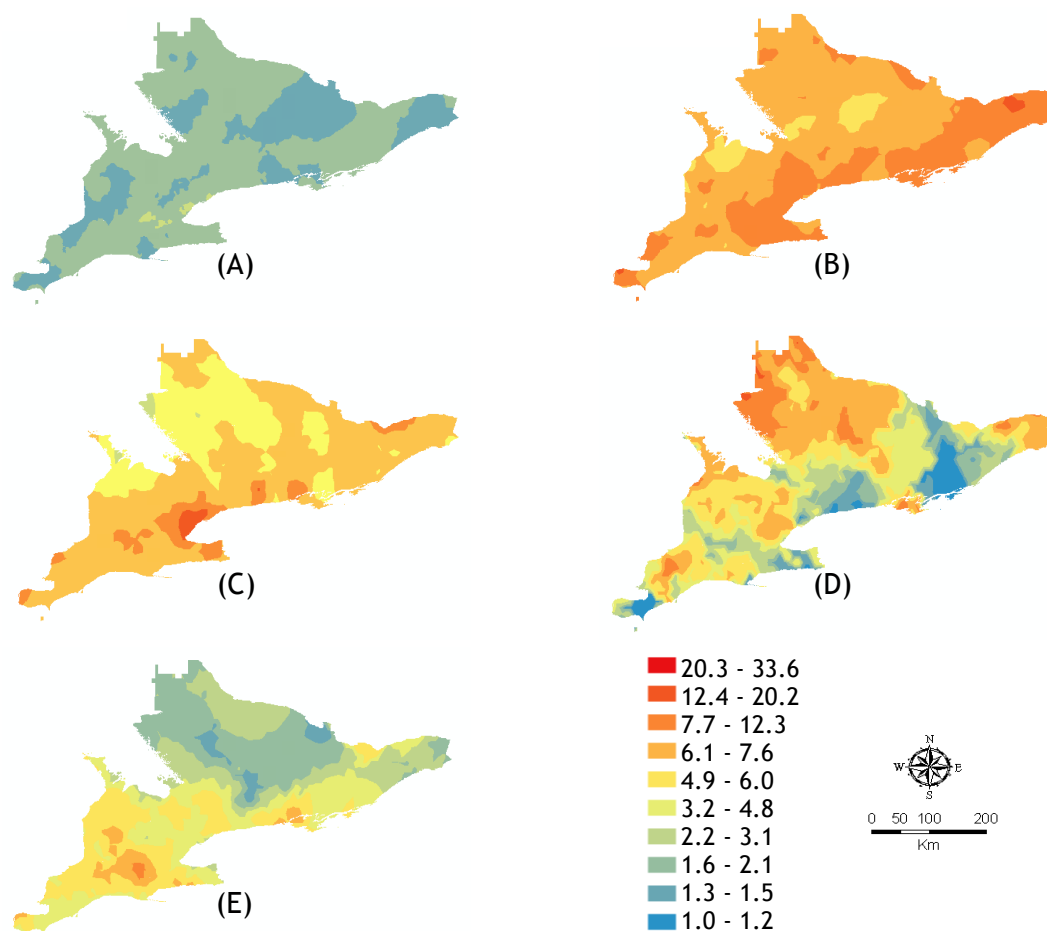 (A)
(B)
(C)
(D)
(E)
20.3 - 33.6
12.4 - 20.2
7.7 - 12.3
6.1 - 7.6
4.9 - 6.0
3.2 - 4.8
2.2 - 3.1
1.6 - 2.1
1.3 - 1.5
1.0 - 1.2
N
W E
S
0 50 100 200
Km